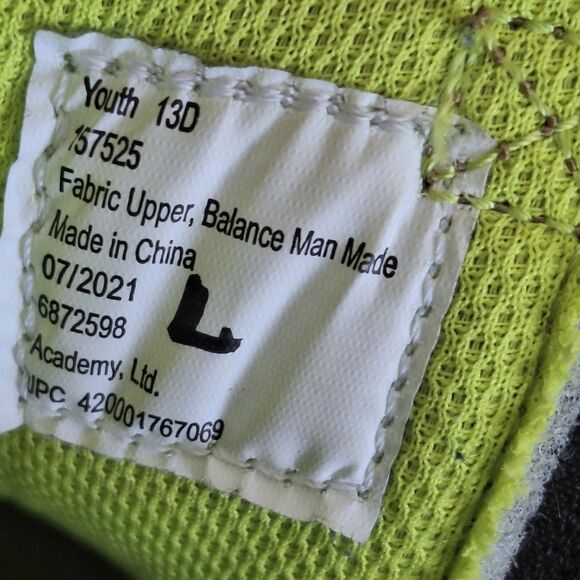 Youth 13D
157525
Fabric Upper, Balance Man Made
Made in China
07/2021
L
6872598
Academy, Ltd.
UPC 420001767069